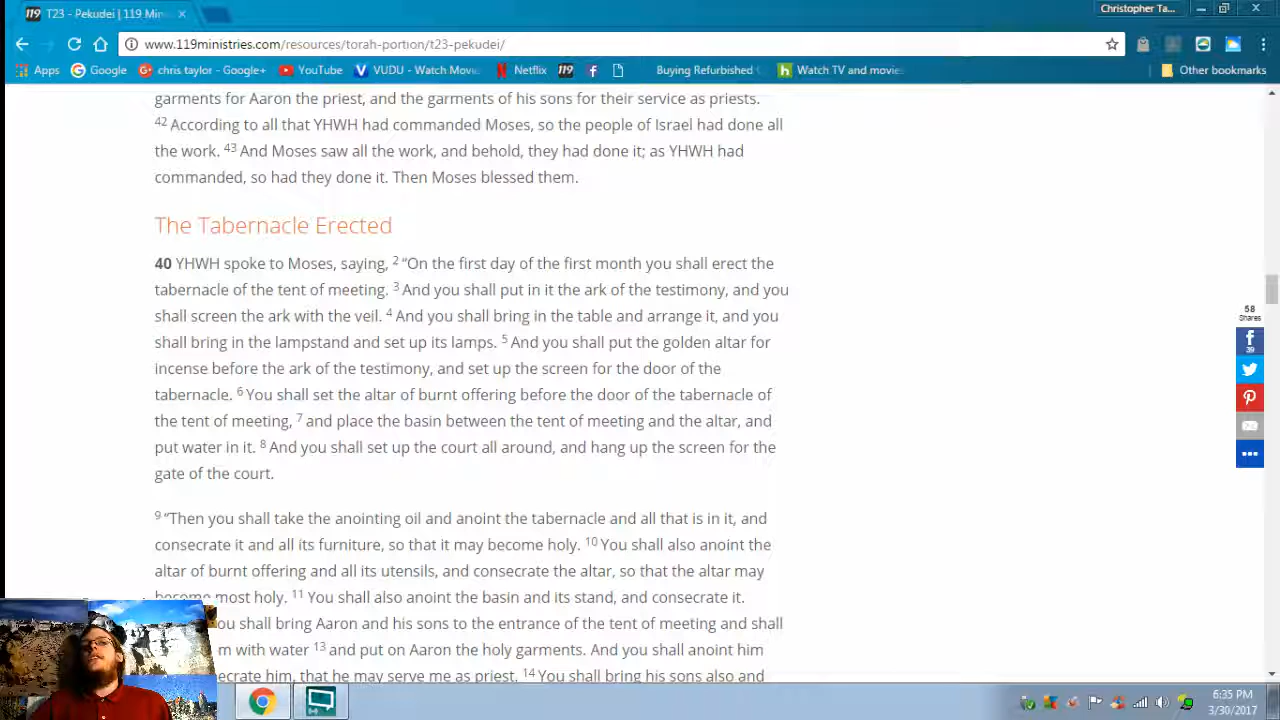 T23 - Pekudei | 119 Min
Christopher Ta...
www.119ministries.com/resources/torah-portion/t23-pekudei/
Apps Google chris taylor - Google+ YouTube VUDU - Watch Movie Netflix 119 Buying Refurbished Watch TV and movies Other bookmarks
garments for Aaron the priest, and the garments of his sons for their service as priests.
42 According to all that YHWH had commanded Moses, so the people of Israel had done all
the work. 43 And Moses saw all the work, and behold, they had done it; as YHWH had
commanded, so had they done it. Then Moses blessed them.
The Tabernacle Erected
40 YHWH spoke to Moses, saying, 2 “On the first day of the first month you shall erect the
tabernacle of the tent of meeting. 3 And you shall put in it the ark of the testimony, and you
shall screen the ark with the veil. 4 And you shall bring in the table and arrange it, and you
shall bring in the lampstand and set up its lamps. 5 And you shall put the golden altar for
incense before the ark of the testimony, and set up the screen for the door of the
tabernacle. 6 You shall set the altar of burnt offering before the door of the tabernacle of
the tent of meeting, 7 and place the basin between the tent of meeting and the altar, and
put water in it. 8 And you shall set up the court all around, and hang up the screen for the
gate of the court.
9 “Then you shall take the anointing oil and anoint the tabernacle and all that is in it, and
consecrate it and all its furniture, so that it may become holy. 10 You shall also anoint the
altar of burnt offering and all its utensils, and consecrate the altar, so that the altar may
become most holy. 11 You shall also anoint the basin and its stand, and consecrate it.
ou shall bring Aaron and his sons to the entrance of the tent of meeting and shall
m with water 13 and put on Aaron the holy garments. And you shall anoint him
ecrate him, that he may serve me as priest. 14 You shall bring his sons also and
58
Shares
39
6:35 PM
3/30/2017